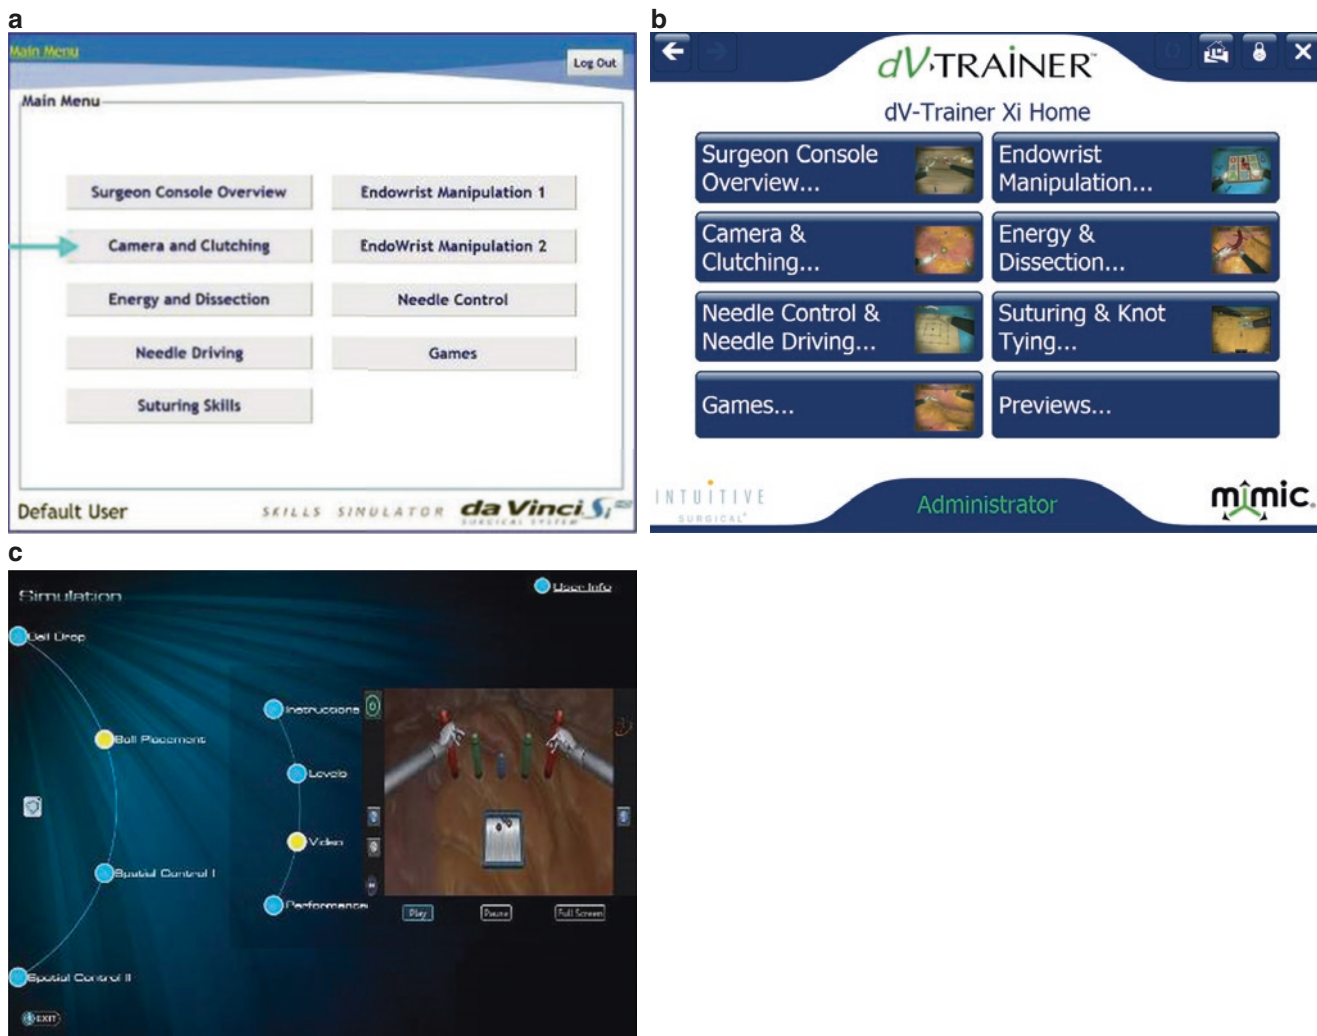 a
Main Menu
Log Out
Main Menu
Surgeon Console Overview
Endowrist Manipulation 1
Camera and Clutching
EndoWrist Manipulation 2
Energy and Dissection
Needle Control
Needle Driving
Games
Suturing Skills
Default User
SKILLS SIMULATOR
da Vinci Si
SURGICAL SYSTEM
b
dV-TRAINER™
dV-Trainer Xi Home
Surgeon Console
Overview...
Endowrist
Manipulation...
Camera &
Clutching...
Energy &
Dissection...
Needle Control &
Needle Driving...
Suturing & Knot
Tying...
Games...
Previews...
INTUITIVE
SURGICAL®
Administrator
mimic.
c
Simulation
User Info
Ball Drop
Ball Placement
Spatial Control I
Spatial Control II
EXIT
Instructions
Levels
Video
Performance
Play
Pause
Full Screen